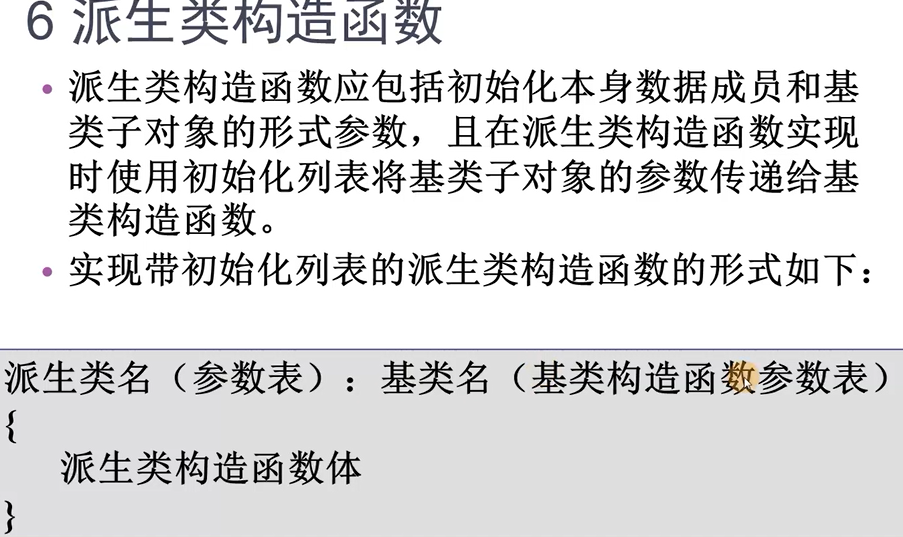 6 派生类构造函数
• 派生类构造函数应包括初始化本身数据成员和基
类子对象的形式参数，且在派生类构造函数实现
时使用初始化列表将基类子对象的参数传递给基
类构造函数。
• 实现带初始化列表的派生类构造函数的形式如下：
派生类名（参数表）：基类名（基类构造函数参数表）
{
派生类构造函数体
}